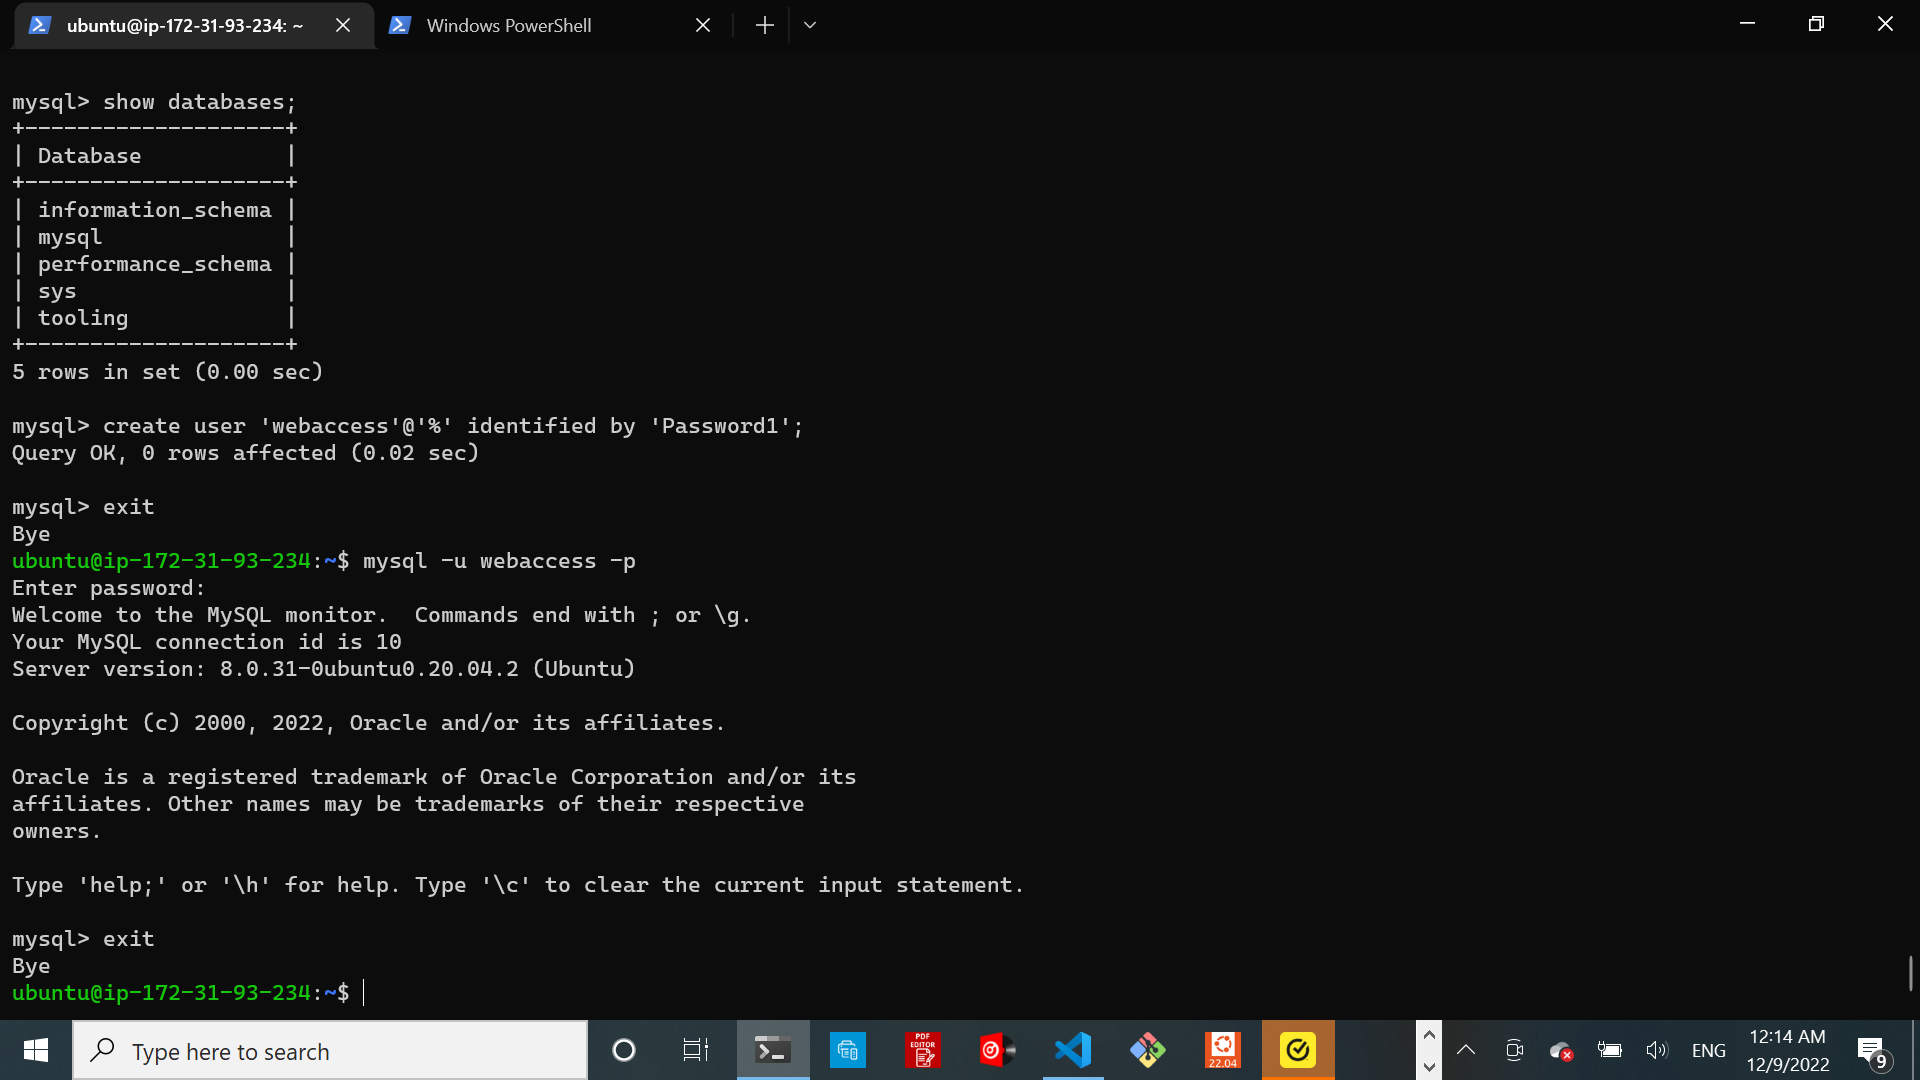 ubuntu@ip-172-31-93-234: ~
Windows PowerShell
mysql> show databases;
+--------------------+
| Database           |
+--------------------+
| information_schema |
| mysql              |
| performance_schema |
| sys                |
| tooling            |
+--------------------+
5 rows in set (0.00 sec)
mysql> create user 'webaccess'@'%' identified by 'Password1';
Query OK, 0 rows affected (0.02 sec)
mysql> exit
Bye
ubuntu@ip-172-31-93-234:~$ mysql -u webaccess -p
Enter password:
Welcome to the MySQL monitor.  Commands end with ; or \g.
Your MySQL connection id is 10
Server version: 8.0.31-0ubuntu0.20.04.2 (Ubuntu)
Copyright (c) 2000, 2022, Oracle and/or its affiliates.
Oracle is a registered trademark of Oracle Corporation and/or its
affiliates. Other names may be trademarks of their respective
owners.
Type 'help;' or '\h' for help. Type '\c' to clear the current input statement.
mysql> exit
Bye
ubuntu@ip-172-31-93-234:~$
Type here to search
PDF
EDITOR
22.04
ENG
12:14 AM
12/9/2022
9